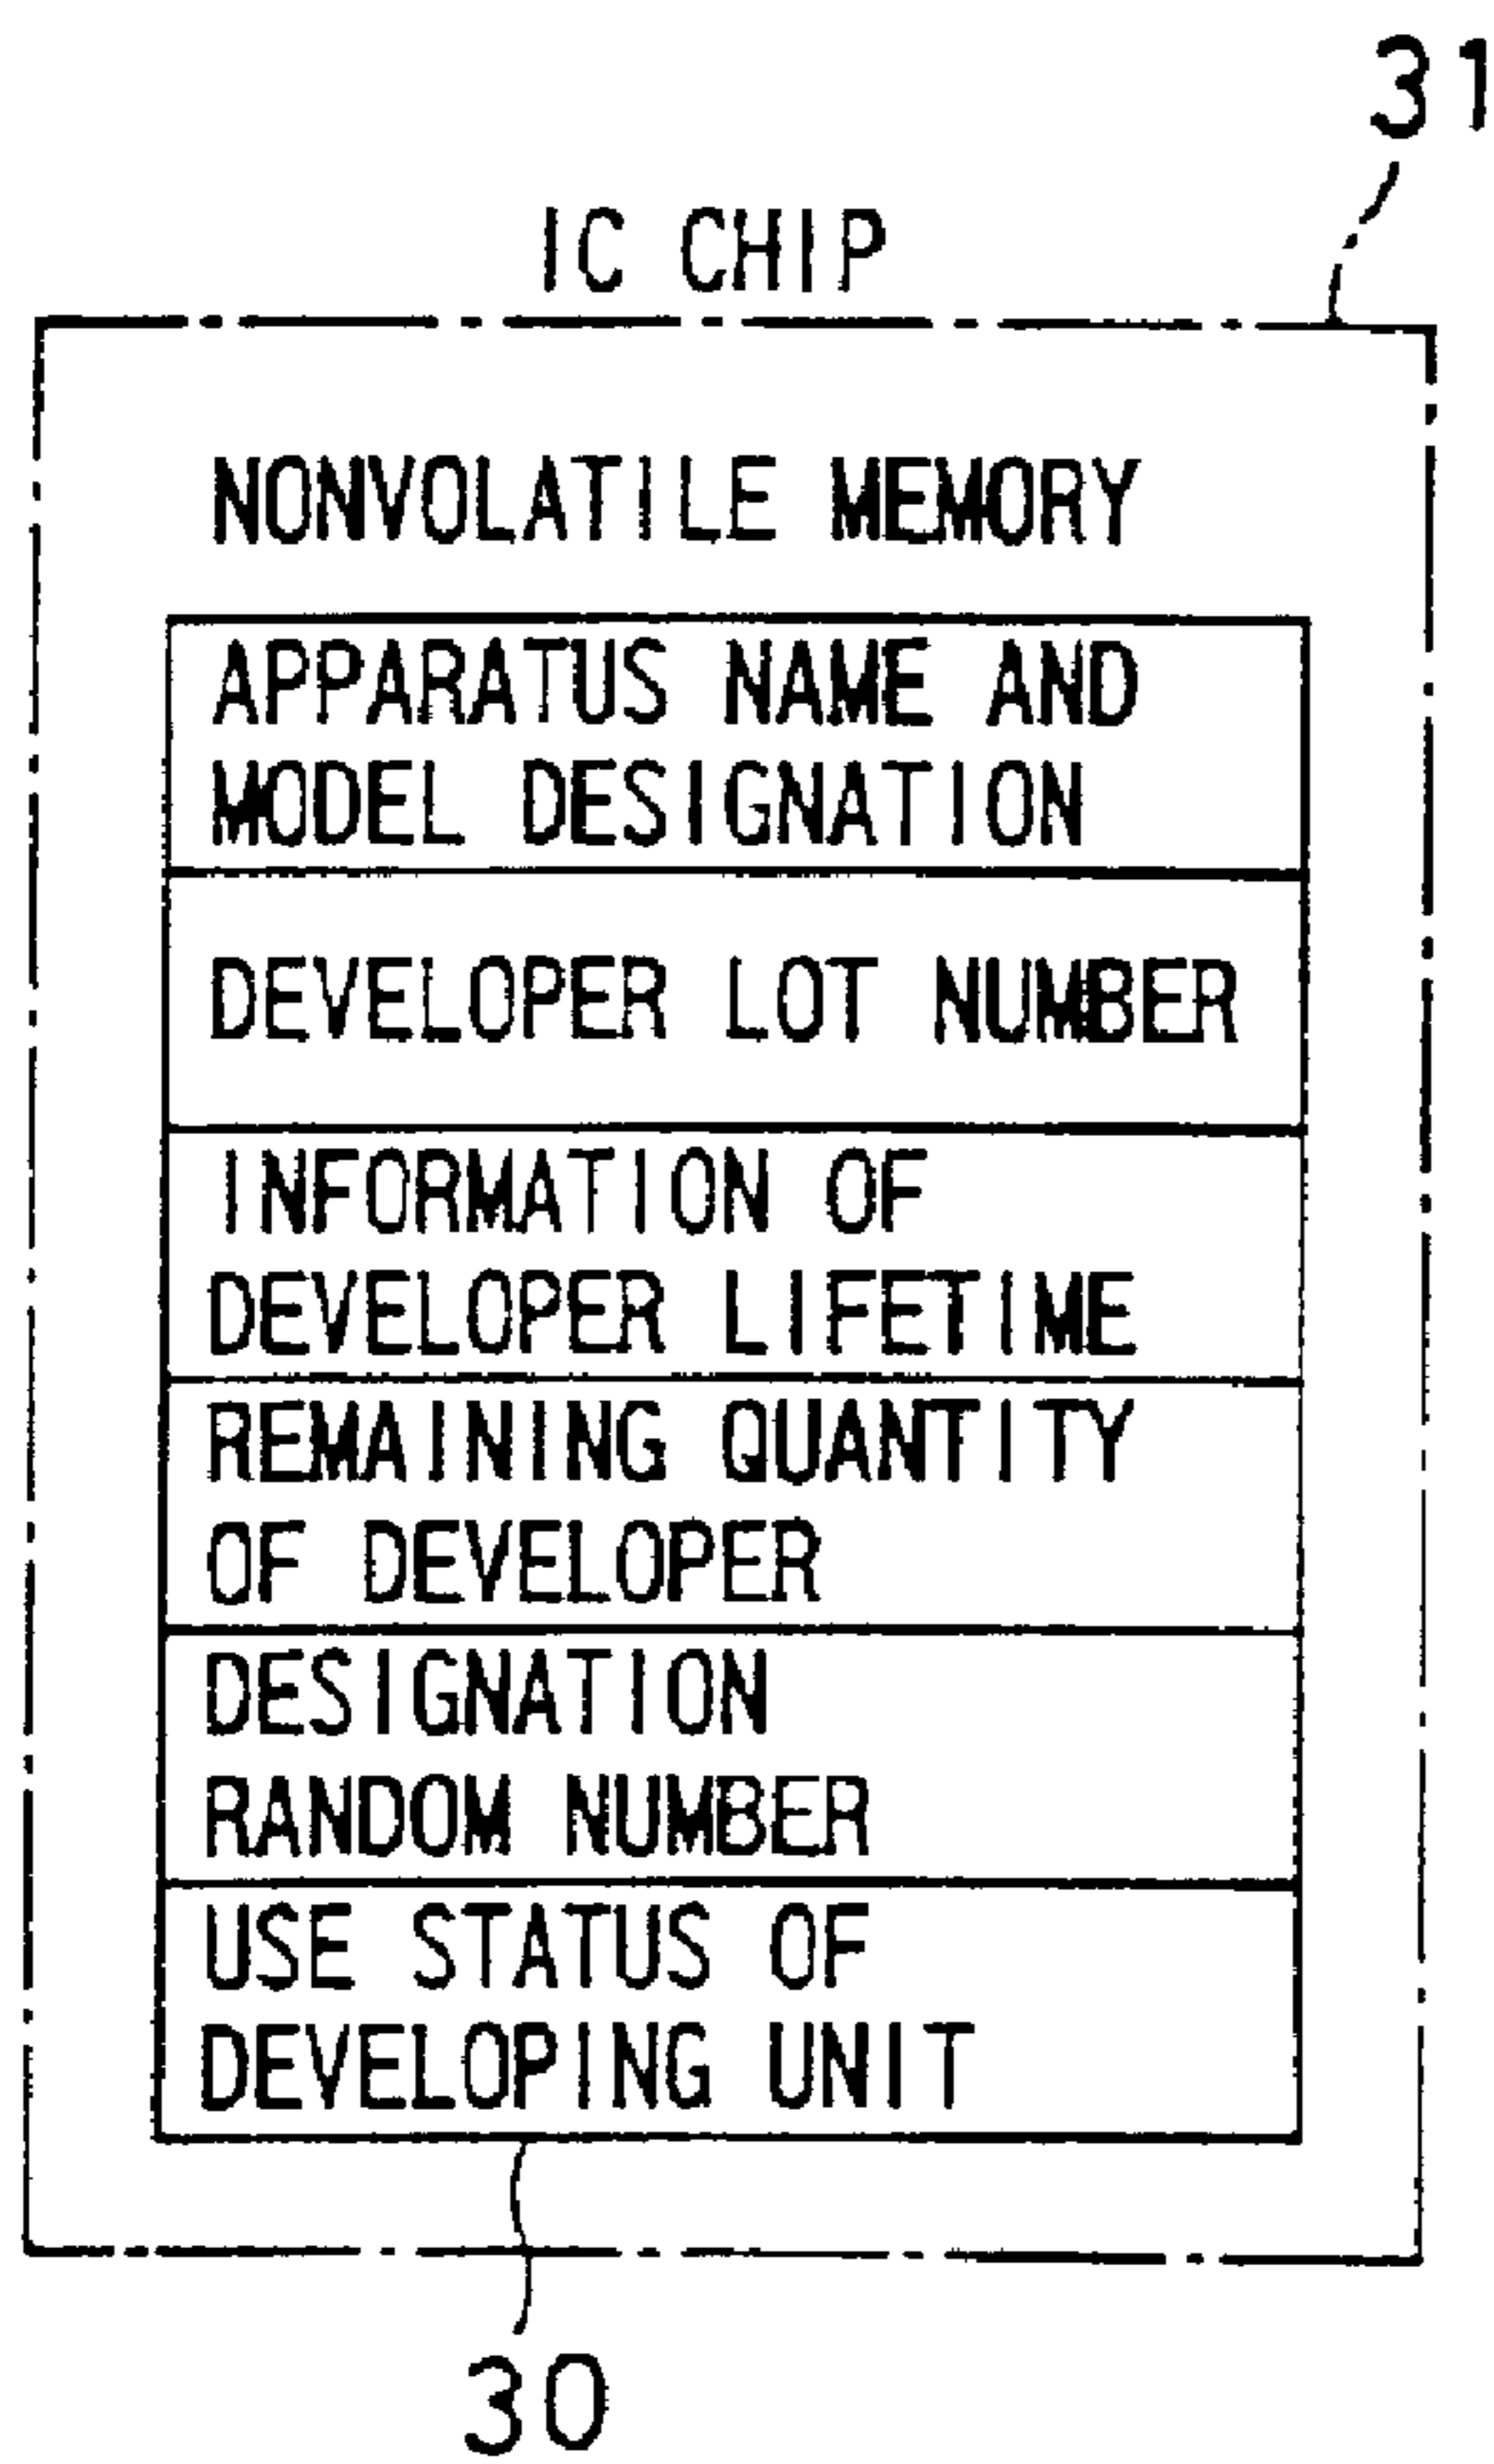 31
IC CHIP
NONVOLATILE MEMORY
APPARATUS NAME AND
MODEL DESIGNATION
DEVELOPER LOT NUMBER
INFORMATION OF
DEVELOPER LIFETIME
REMAINING QUANTITY
OF DEVELOPER
DESIGNATION
RANDOM NUMBER
USE STATUS OF
DEVELOPING UNIT
30